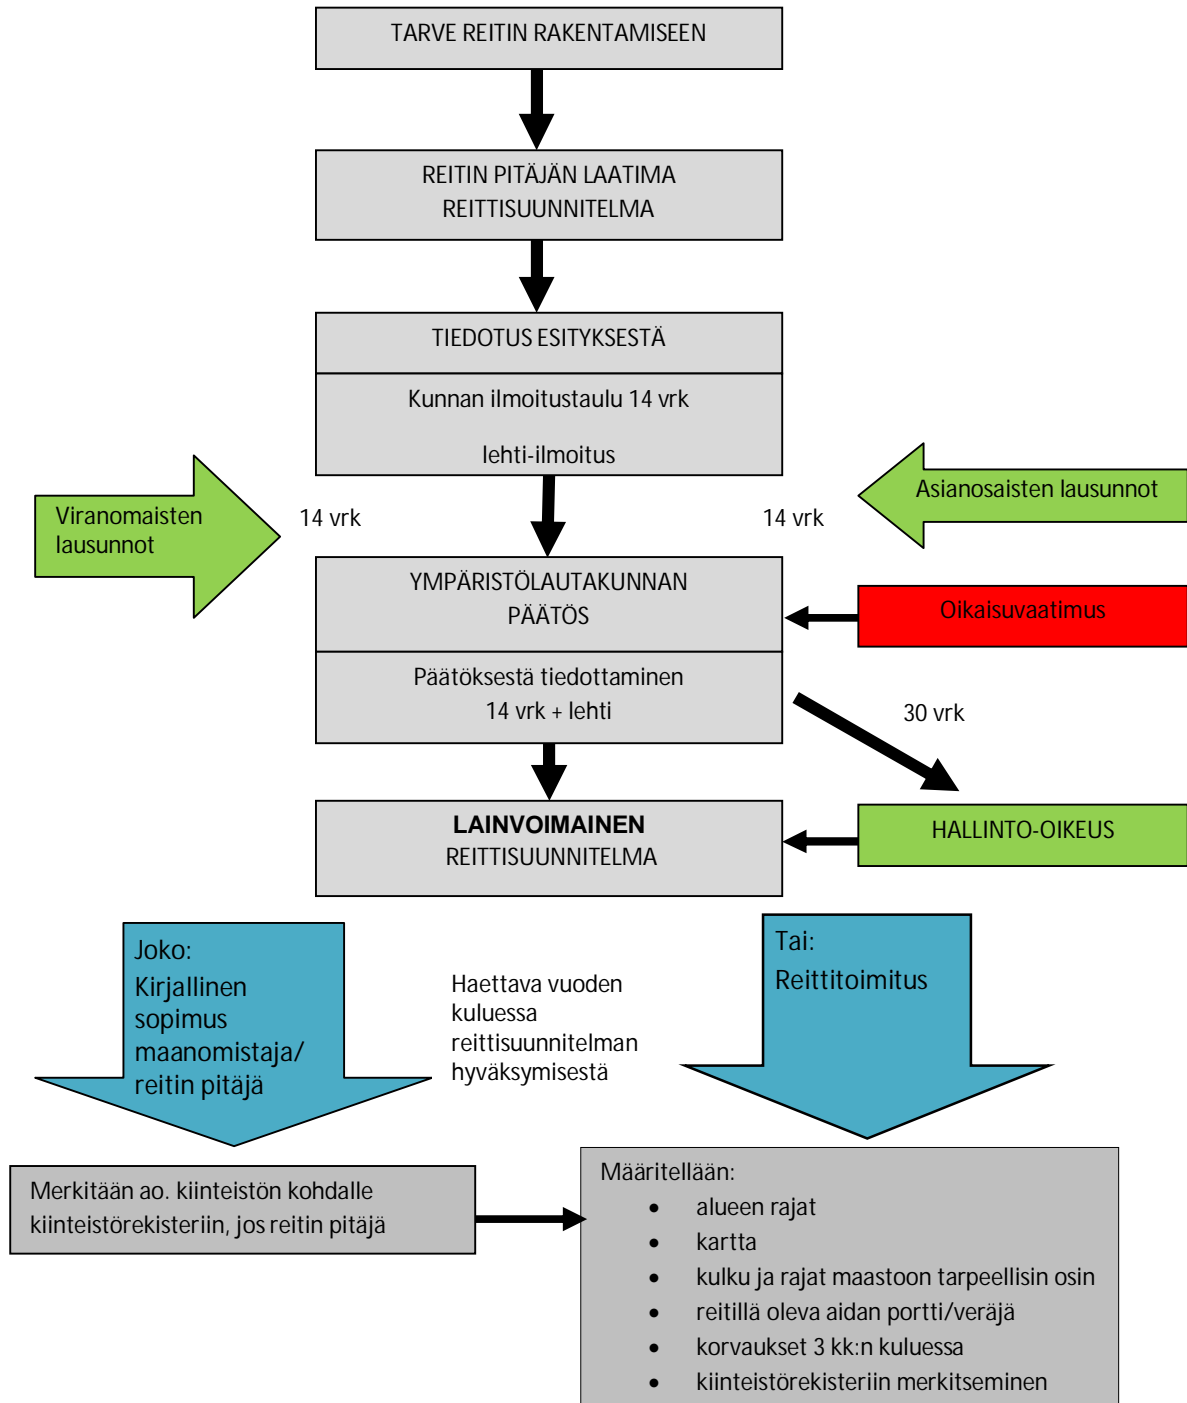 TARVE REITIN RAKENTAMISEEN
REITIN PITÄJÄN LAATIMA
REITTISUUNNITELMA
TIEDOTUS ESITYKSESTÄ
Kunnan ilmoitustaulu 14 vrk
lehti-ilmoitus
Viranomaisten
lausunnot
14 vrk
14 vrk
Asianosaisten lausunnot
YMPÄRISTÖLAUTAKUNNAN
PÄÄTÖS
Oikaisuvaatimus
Päätöksestä tiedottaminen
14 vrk + lehti
30 vrk
LAINVOIMAINEN
REITTISUUNNITELMA
HALLINTO-OIKEUS
Joko:
Kirjallinen
sopimus
maanomistaja/
reitin pitäjä
Haettava vuoden
kuluessa
reittisuunnitelman
hyväksymisestä
Tai:
Reittitoimitus
Merkitään ao. kiinteistön kohdalle
kiinteistörekisteriin, jos reitin pitäjä
Määritellään:
• alueen rajat
• kartta
• kulku ja rajat maastoon tarpeellisin osin
• reitillä oleva aidan portti/veräjä
• korvaukset 3 kk:n kuluessa
• kiinteistörekisteriin merkitseminen